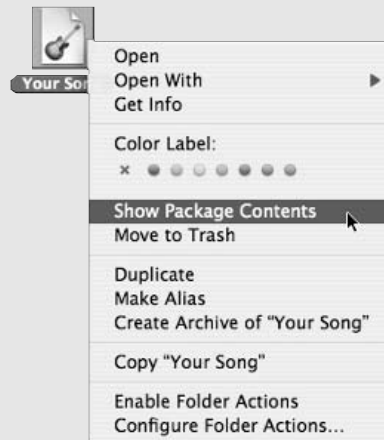 Your So
Open
Open With
Get Info
Color Label:
Show Package Contents
Move to Trash
Duplicate
Make Alias
Create Archive of “Your Song”
Copy “Your Song”
Enable Folder Actions
Configure Folder Actions...